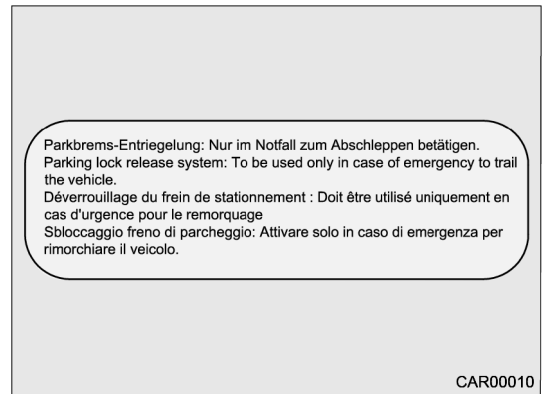 Parkbrems-Entriegelung: Nur im Notfall zum Abschleppen betätigen.
Parking lock release system: To be used only in case of emergency to trail
the vehicle.
Déverrouillage du frein de stationnement : Doit être utilisé uniquement en
cas d'urgence pour le remorquage
Sbloccaggio freno di parcheggio: Attivare solo in caso di emergenza per
rimorchiare il veicolo.
CAR00010